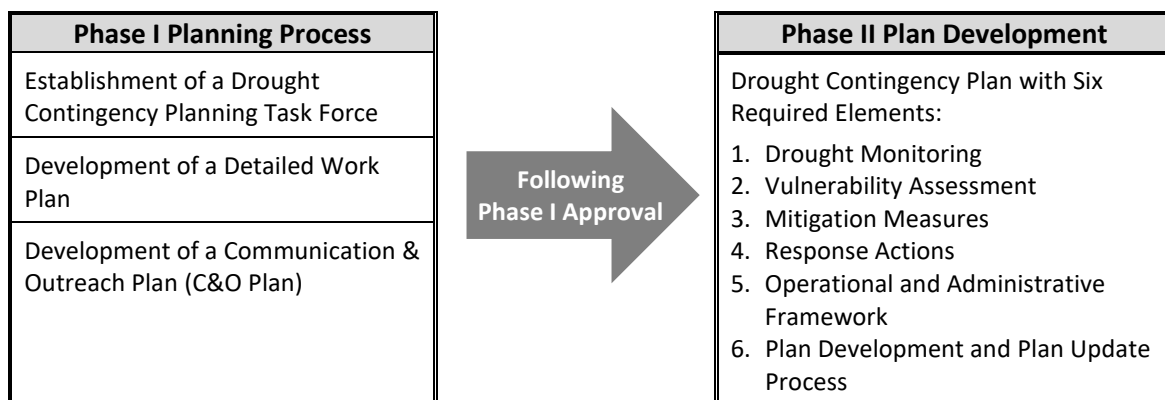 Phase I Planning Process
Establishment of a Drought
Contingency Planning Task Force
Development of a Detailed Work
Plan
Development of a Communication &
Outreach Plan (C&O Plan)
Following
Phase I Approval
Phase II Plan Development
Drought Contingency Plan with Six
Required Elements:
1. Drought Monitoring
2. Vulnerability Assessment
3. Mitigation Measures
4. Response Actions
5. Operational and Administrative
Framework
6. Plan Development and Plan Update
Process